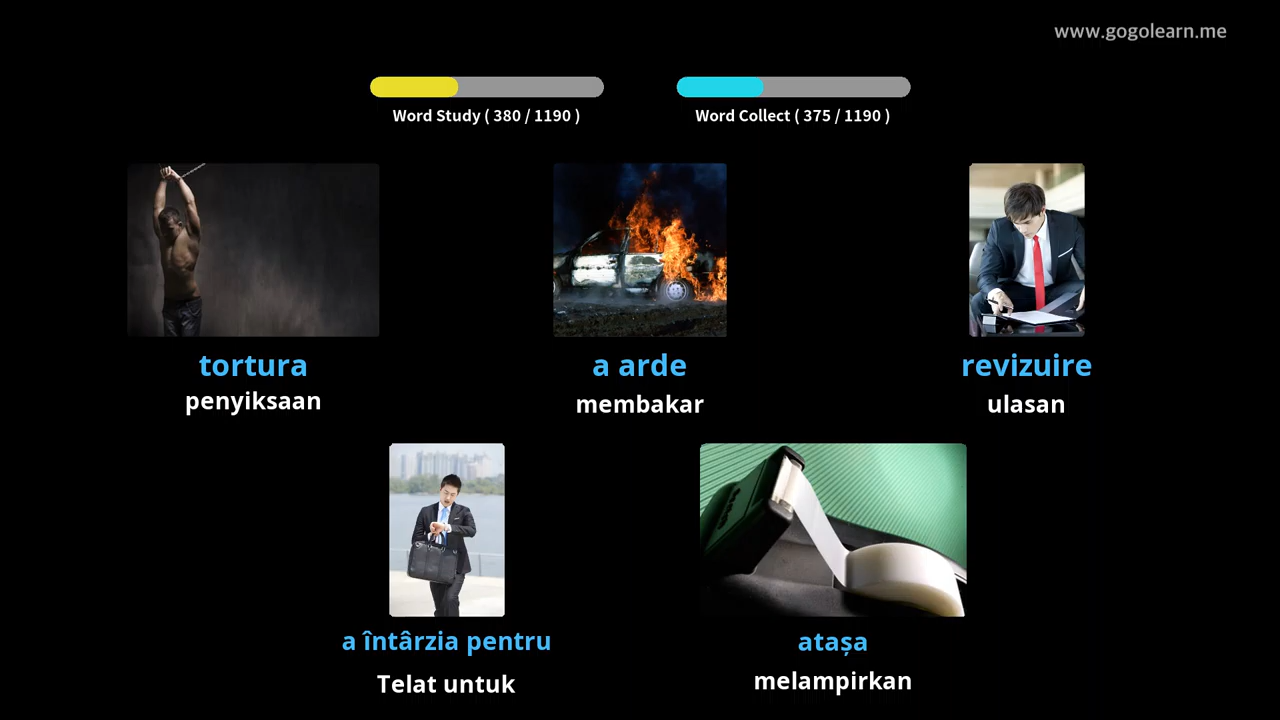 www.gogolearn.me
Word Study ( 380 / 1190 )
Word Collect ( 375 / 1190 )
tortura
penyiksaan
a arde
membakar
revizuire
ulasan
a întârzia pentru
Telat untuk
atașa
melampirkan